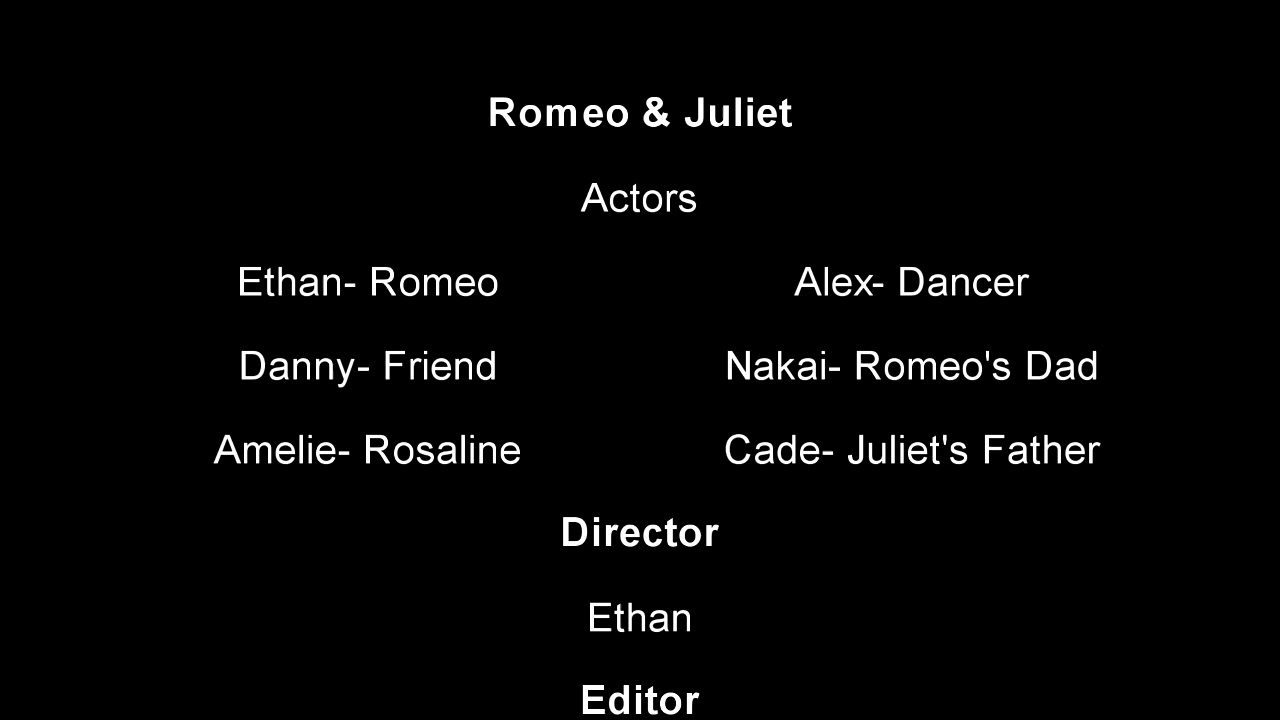 Romeo & Juliet
Actors
Ethan- Romeo Alex- Dancer
Danny- Friend Nakai- Romeo's Dad
Amelie- Rosaline Cade- Juliet's Father
Director
Ethan
Editor